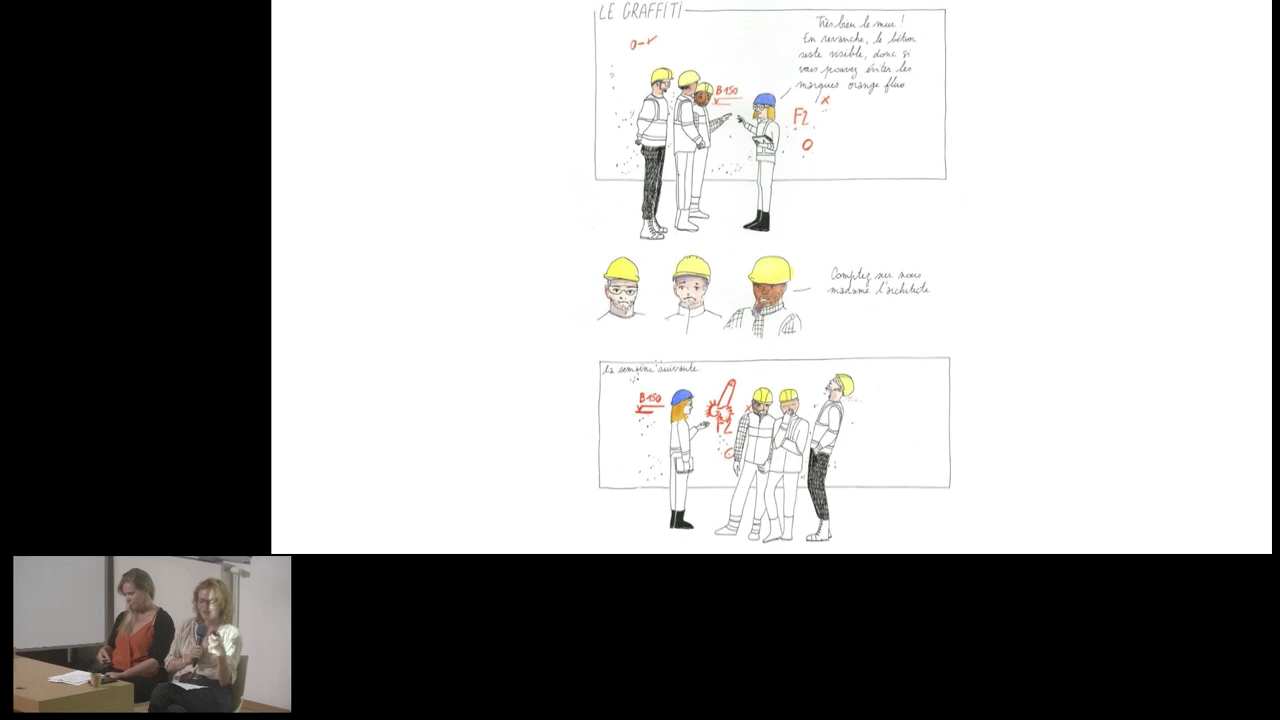 LE GRAFFITI
Très bien le mur !
En revanche, le béton
reste visible, donc si
vous pouvez éviter les
marques orange fluo
B150
F2
Comptez sur nous
madame l'architecte
la semaine suivante
B150
F2